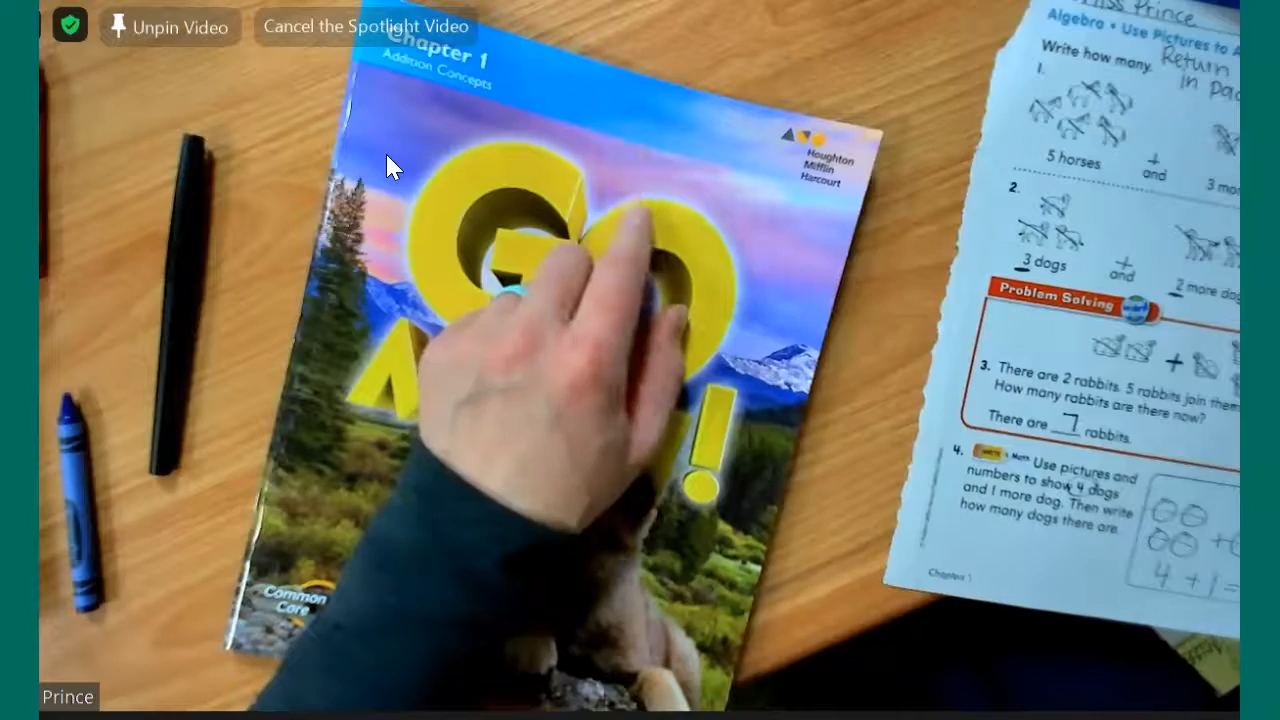 Unpin Video
Cancel the Spotlight Video
Chapter 1
Addition Concepts
Houghton
Mifflin
Harcourt
GO
!
Common
Core
Miss Prince
Algebra • Use Pictures to
Write how many.
Return
in
1.
5 horses
+
and
3
2.
3 dogs
+
and
2 more
Problem Solving
+
3. There are 2 rabbits. 5 rabbits join them
How many rabbits are there now?
There are 7 rabbits.
4. Math Use pictures and
numbers to show 4 dogs
and 1 more dog. Then write
how many dogs there are.
+
4 + 1 =
Chapter 1
Prince